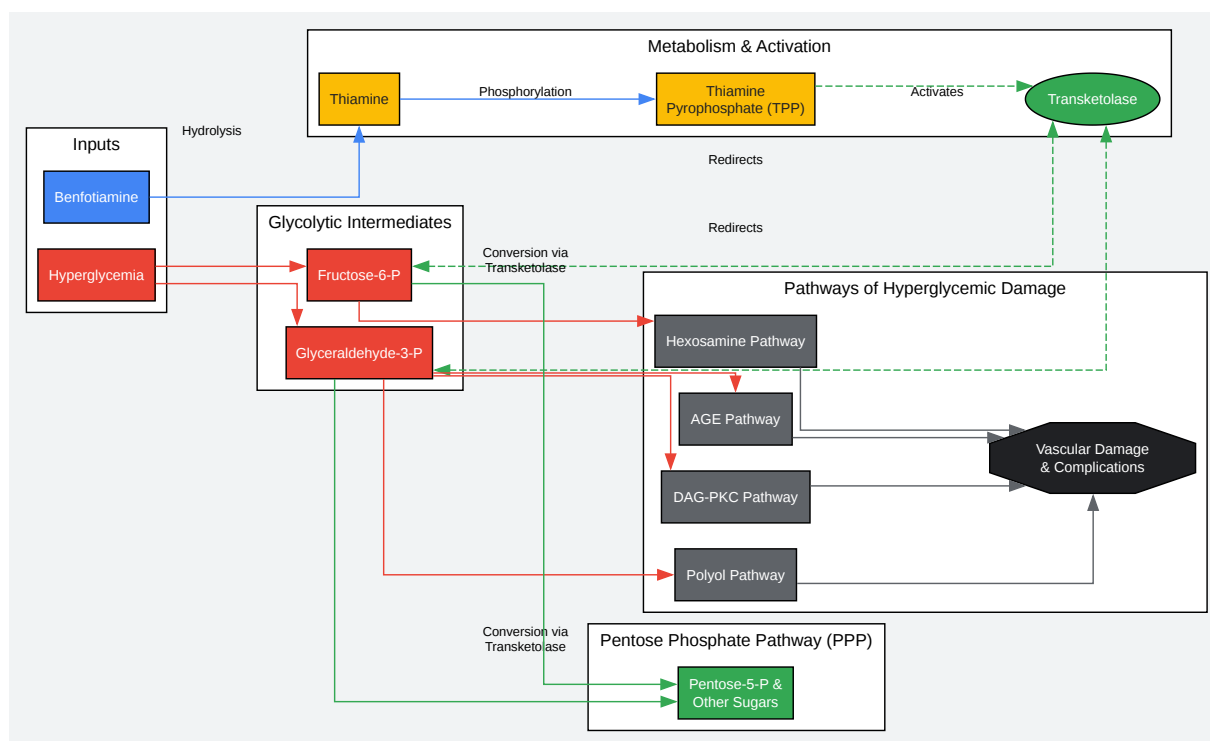 Metabolism & Activation
Thiamine
Phosphorylation
Thiamine
Pyrophosphate (TPP)
Activates
Transketolase
Hydrolysis
Inputs
Benfotiamine
Hyperglycemia
Redirects
Redirects
Glycolytic Intermediates
Fructose-6-P
Glyceraldehyde-3-P
Conversion via
Transketolase
Pathways of Hyperglycemic Damage
Hexosamine Pathway
AGE Pathway
DAG-PKC Pathway
Polyol Pathway
Vascular Damage
& Complications
Conversion via
Transketolase
Pentose Phosphate Pathway (PPP)
Pentose-5-P &
Other Sugars